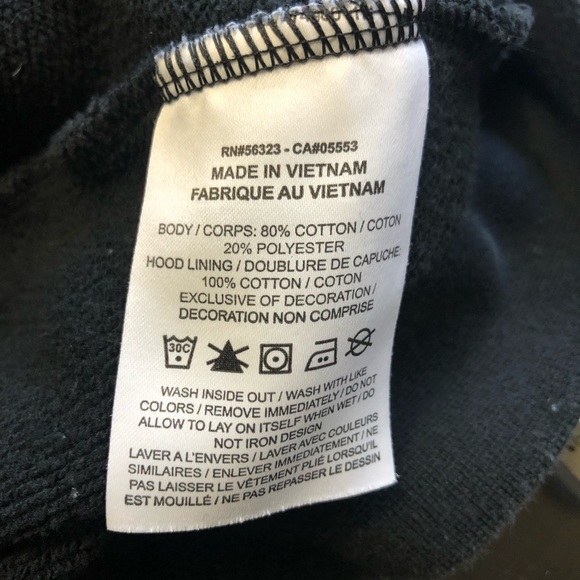 RN#56323 - CA#05553
MADE IN VIETNAM
FABRIQUE AU VIETNAM
BODY / CORPS: 80% COTTON / COTON
20% POLYESTER
HOOD LINING / DOUBLURE DE CAPUCHE:
100% COTTON / COTON
EXCLUSIVE OF DECORATION /
DECORATION NON COMPRISE
30C
WASH INSIDE OUT / WASH WITH LIKE
COLORS / REMOVE IMMEDIATELY / DO NOT
ALLOW TO LAY ON ITSELF WHEN WET / DO
NOT IRON DESIGN
LAVER A L'ENVERS / LAVER AVEC COULEURS
SIMILAIRES / ENLEVER IMMEDIATEMENT / NE
PAS LAISSER LE VÊTEMENT PLIÉ LORSQU'IL
EST MOUILLÉ / NE PAS REPASSER LE DESSIN